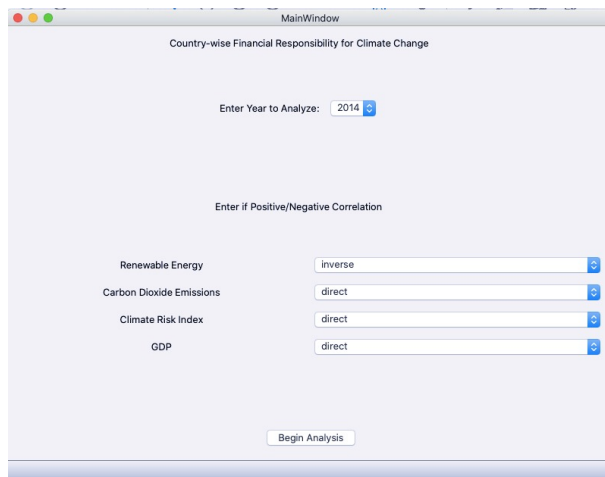 MainWindow
Country-wise Financial Responsibility for Climate Change
Enter Year to Analyze: 2014
Enter if Positive/Negative Correlation
Renewable Energy inverse
Carbon Dioxide Emissions direct
Climate Risk Index direct
GDP direct
Begin Analysis